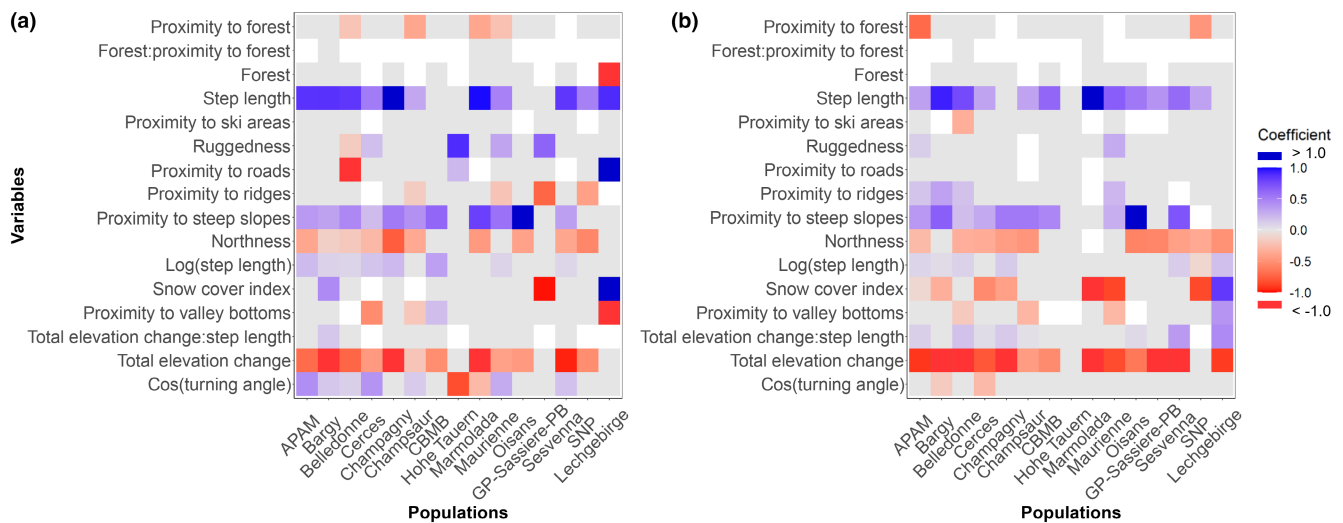 (a)
Variables
Proximity to forest
Forest:proximity to forest
Forest
Step length
Proximity to ski areas
Ruggedness
Proximity to roads
Proximity to ridges
Proximity to steep slopes
Northness
Log(step length)
Snow cover index
Proximity to valley bottoms
Total elevation change:step length
Total elevation change
Cos(turning angle)
APAM
Bargy
Belledonne
Cerces
Champagny
Champsaur
CBMB
Hohe Tauern
Marmolada
Maurienne
Oisans
GP-Sassiere-PB
Sesvenna
SNP
Lechgebirge
Populations
(b)
Proximity to forest
Forest:proximity to forest
Forest
Step length
Proximity to ski areas
Ruggedness
Proximity to roads
Proximity to ridges
Proximity to steep slopes
Northness
Log(step length)
Snow cover index
Proximity to valley bottoms
Total elevation change:step length
Total elevation change
Cos(turning angle)
APAM
Bargy
Belledonne
Cerces
Champagny
Champsaur
CBMB
Hohe Tauern
Marmolada
Maurienne
Oisans
GP-Sassiere-PB
Sesvenna
SNP
Lechgebirge
Populations
Coefficient
> 1.0
1.0
0.5
0.0
-0.5
-1.0
< -1.0